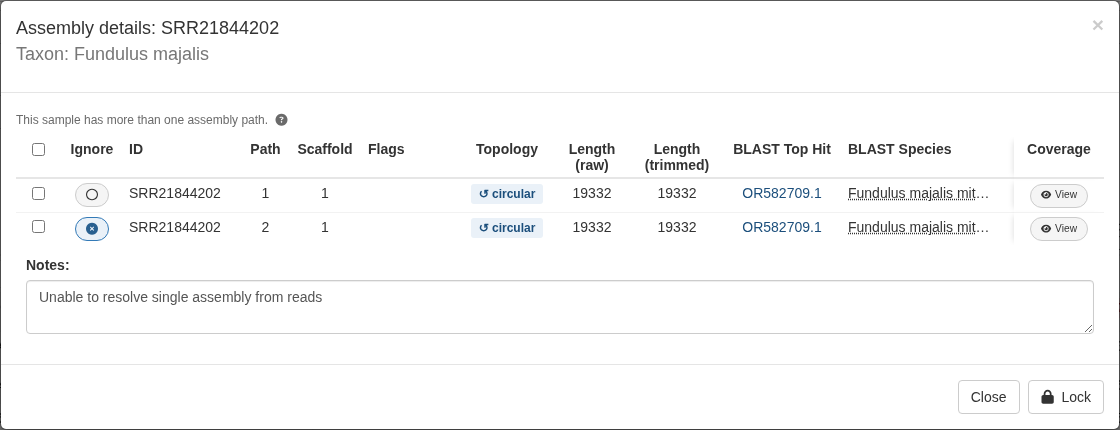 Assembly details: SRR21844202
×
Taxon: Fundulus majalis
This sample has more than one assembly path. ?
Ignore ID Path Scaffold Flags Topology Length (raw) Length (trimmed) BLAST Top Hit BLAST Species Coverage
SRR21844202 1 1 circular 19332 19332 OR582709.1 Fundulus majalis mit… View
SRR21844202 2 1 circular 19332 19332 OR582709.1 Fundulus majalis mit… View
Notes:
Unable to resolve single assembly from reads
Close Lock